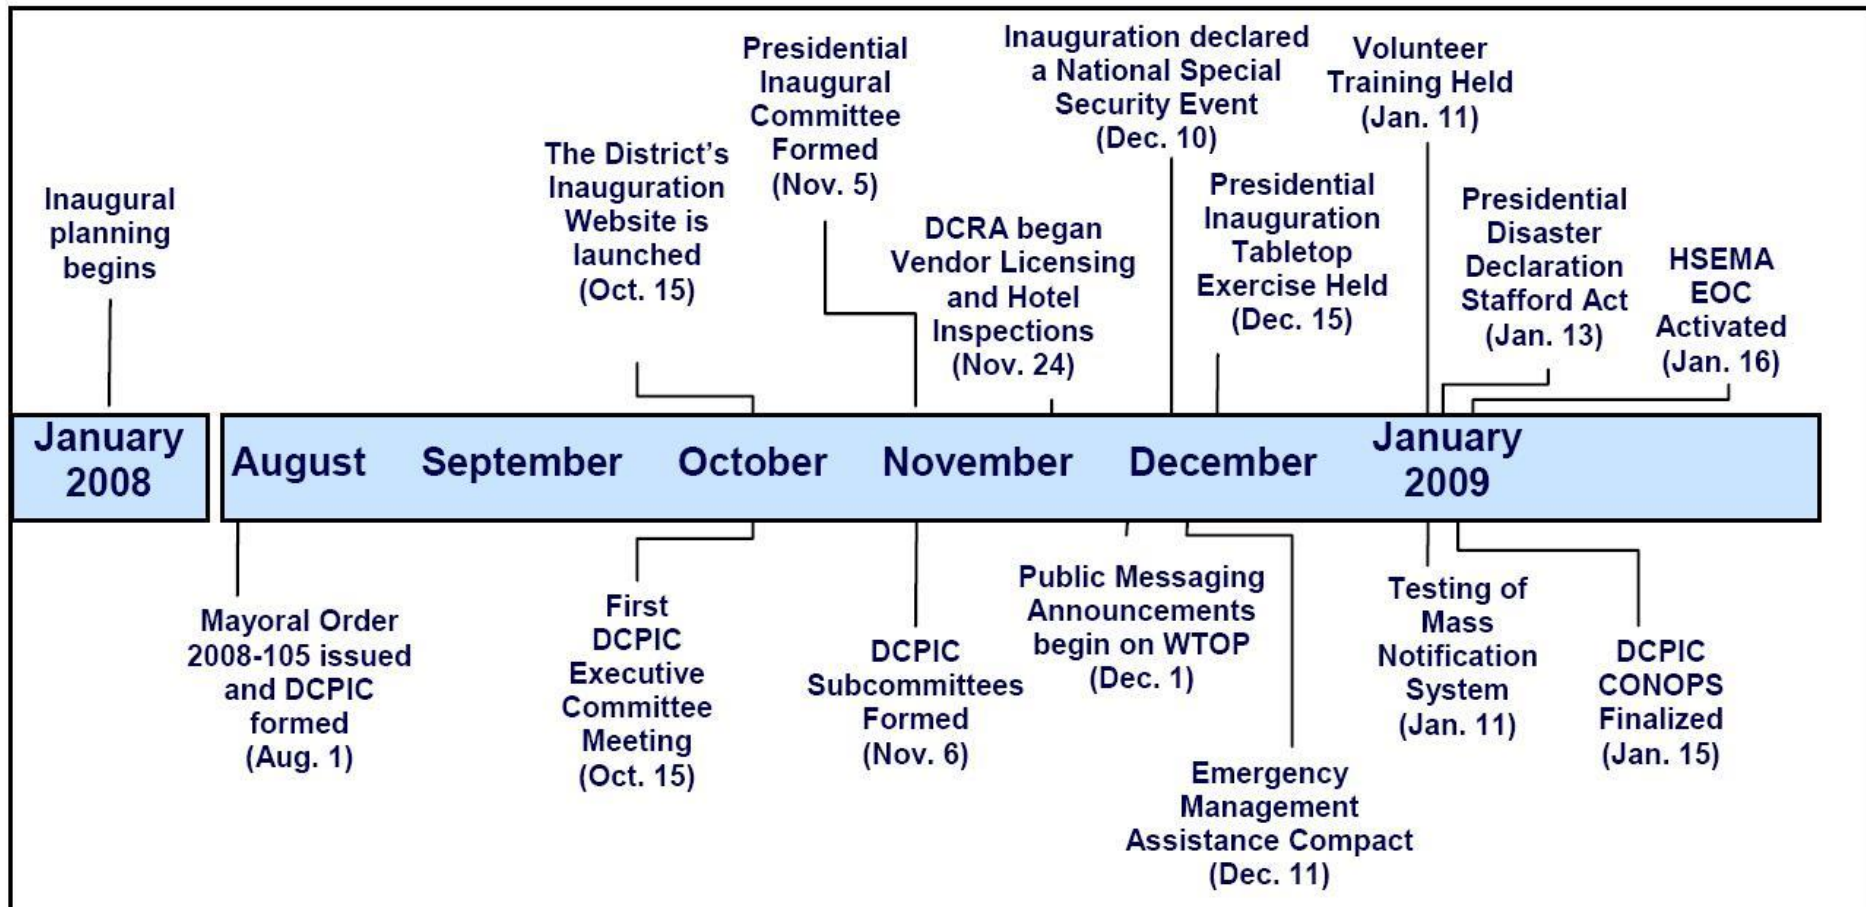 Inaugural
planning
begins
The District's
Inauguration
Website is
launched
(Oct. 15)
Presidential
Inaugural
Committee
Formed
(Nov. 5)
DCRA began
Vendor Licensing
and Hotel
Inspections
(Nov. 24)
Inauguration declared
a National Special
Security Event
(Dec. 10)
Presidential
Inauguration
Tabletop
Exercise Held
(Dec. 15)
Volunteer
Training Held
(Jan. 11)
Presidential
Disaster
Declaration
Stafford Act
(Jan. 13)
HSEMA
EOC
Activated
(Jan. 16)
January
2008
August
September
October
November
December
January
2009
Mayoral Order
2008-105 issued
and DCPIC
formed
(Aug. 1)
First
DCPIC
Executive
Committee
Meeting
(Oct. 15)
DCPIC
Subcommittees
Formed
(Nov. 6)
Public Messaging
Announcements
begin on WTOP
(Dec. 1)
Emergency
Management
Assistance Compact
(Dec. 11)
Testing of
Mass
Notification
System
(Jan. 11)
DCPIC
CONOPS
Finalized
(Jan. 15)